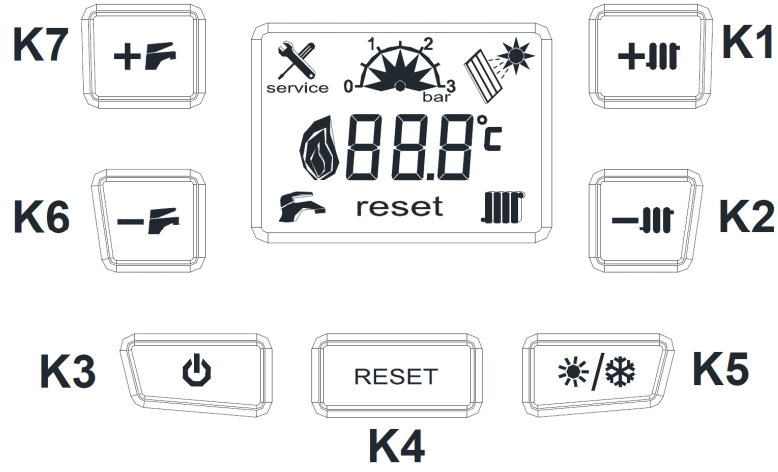 K7 K1
1 2
service 0 3
bar
88.8°c
K6 reset K2
K3 RESET K5
K4